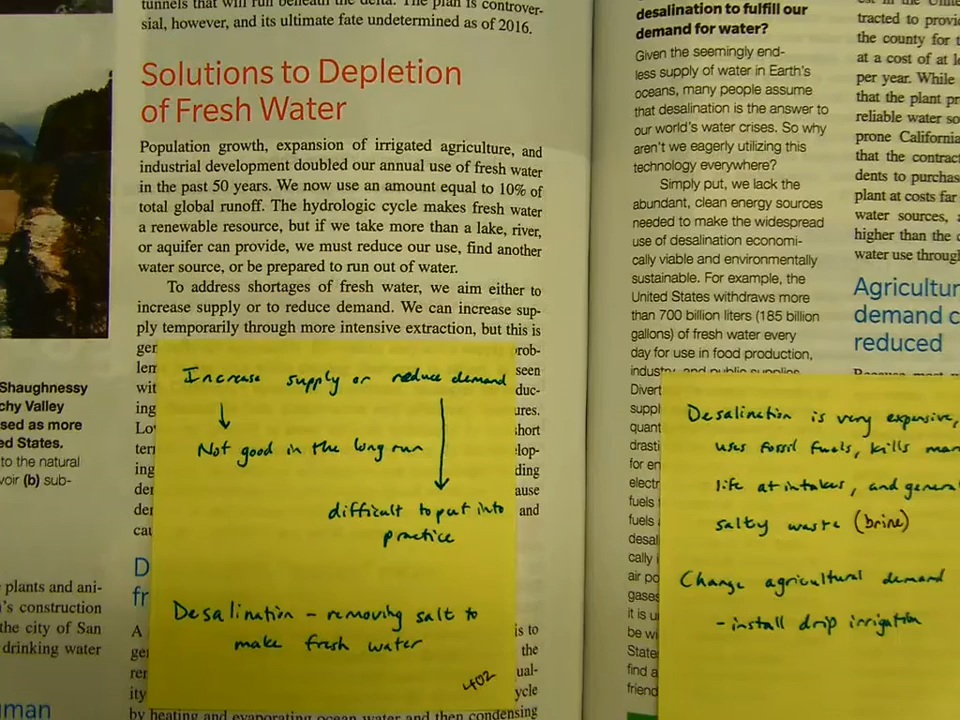 tunnels that will run beneath the delta. The plan is controver-
sial, however, and its ultimate fate undetermined as of 2016.
Solutions to Depletion
of Fresh Water
Population growth, expansion of irrigated agriculture, and
industrial development doubled our annual use of fresh water
in the past 50 years. We now use an amount equal to 10% of
total global runoff. The hydrologic cycle makes fresh water
a renewable resource, but if we take more than a lake, river,
or aquifer can provide, we must reduce our use, find another
water source, or be prepared to run out of water.
To address shortages of fresh water, we aim either to
increase supply or to reduce demand. We can increase sup-
ply temporarily through more intensive extraction, but this is
Increase supply or reduce demand
Not good in the long run
difficult to put into
practice
Desalination - removing salt to
make fresh water
402
by heating and evaporating ocean water and then condensing
Shaughnessy
chy Valley
sed as more
ed States.
to the natural
voir (b) sub-
plants and ani-
's construction
the city of San
drinking water
uman
desalination to fulfill our
demand for water?
Given the seemingly end-
less supply of water in Earth's
oceans, many people assume
that desalination is the answer to
our world's water crises. So why
aren't we eagerly utilizing this
technology everywhere?
Simply put, we lack the
abundant, clean energy sources
needed to make the widespread
use of desalination economi-
cally viable and environmentally
sustainable. For example, the
United States withdraws more
than 700 billion liters (185 billion
gallons) of fresh water every
day for use in food production,
industry and public supplies.
Desalination is very expensive,
uses fossil fuels, kills
life at intakes, and
salty waste (brine)
Change agricultural demand
- install drip irrigation
tracted to
the county for
at a cost of at
per year. While
that the plant
reliable water
prone California
that the
dents to
plant at costs far
water sources,
higher than the
water use
demand
reduced